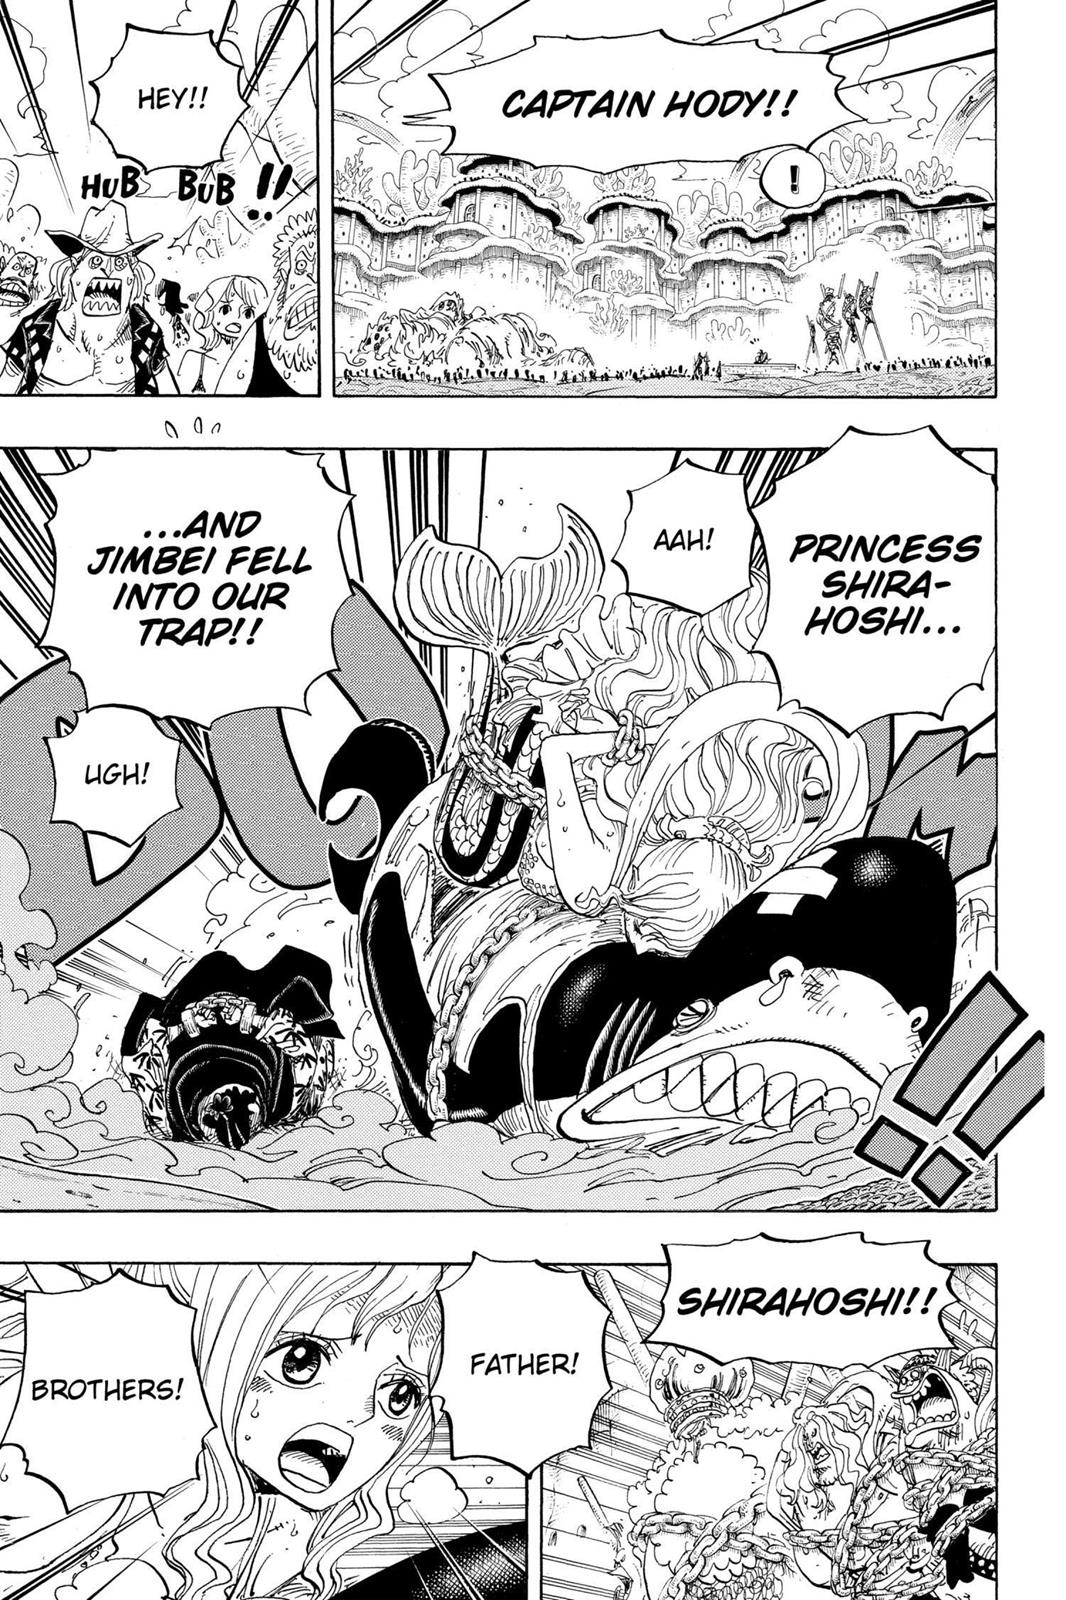 CAPTAIN HODY!!
!
HEY!!
HUB BUB!!
PRINCESS
SHIRA-
HOSHI...
AAH!
...AND
JIMBEI FELL
INTO OUR
TRAP!!
UGH!
!!
SHIRAHOSHI!!
FATHER!
BROTHERS!